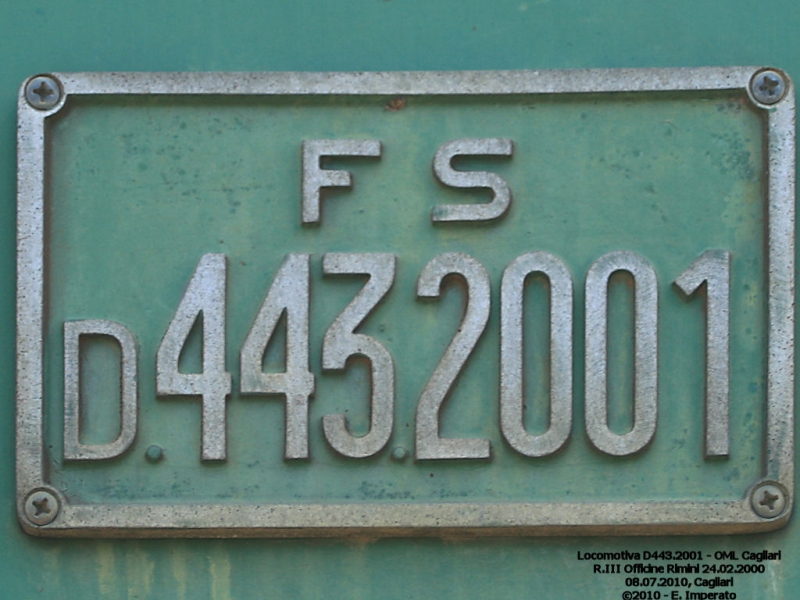 F S
D.443.2001
Locomotiva D443.2001 - OML Cagliari
R.III Officine Rimini 24.02.2000
08.07.2010, Cagliari
©2010 - E. Imperato